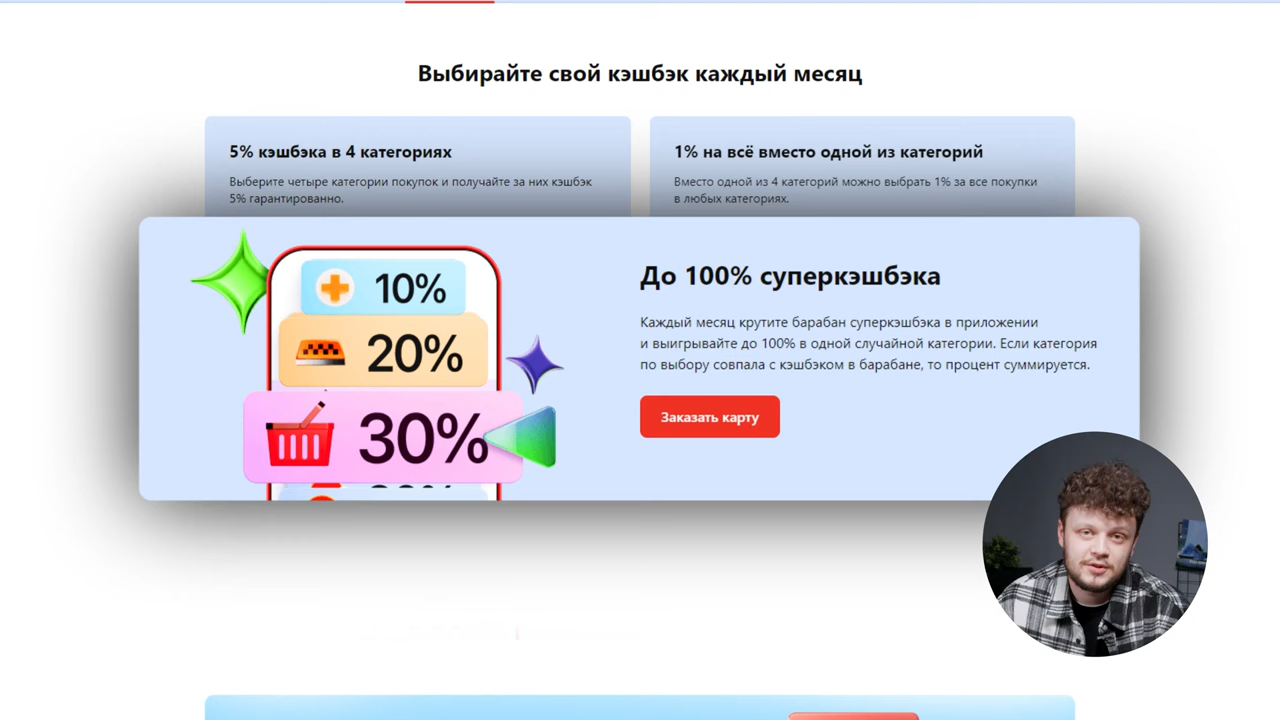 Выбирайте свой кэшбэк каждый месяц
5% кэшбэка в 4 категориях
Выберите четыре категории покупок и получайте за них кэшбэк
5% гарантированно.
1% на всё вместо одной из категорий
Вместо одной из 4 категорий можно выбрать 1% за все покупки
в любых категориях.
10%
20%
30%
До 100% суперкэшбэка
Каждый месяц крутите барабан суперкэшбэка в приложении
и выигрывайте до 100% в одной случайной категории. Если категория
по выбору совпала с кэшбэком в барабане, то процент суммируется.
Заказать карту